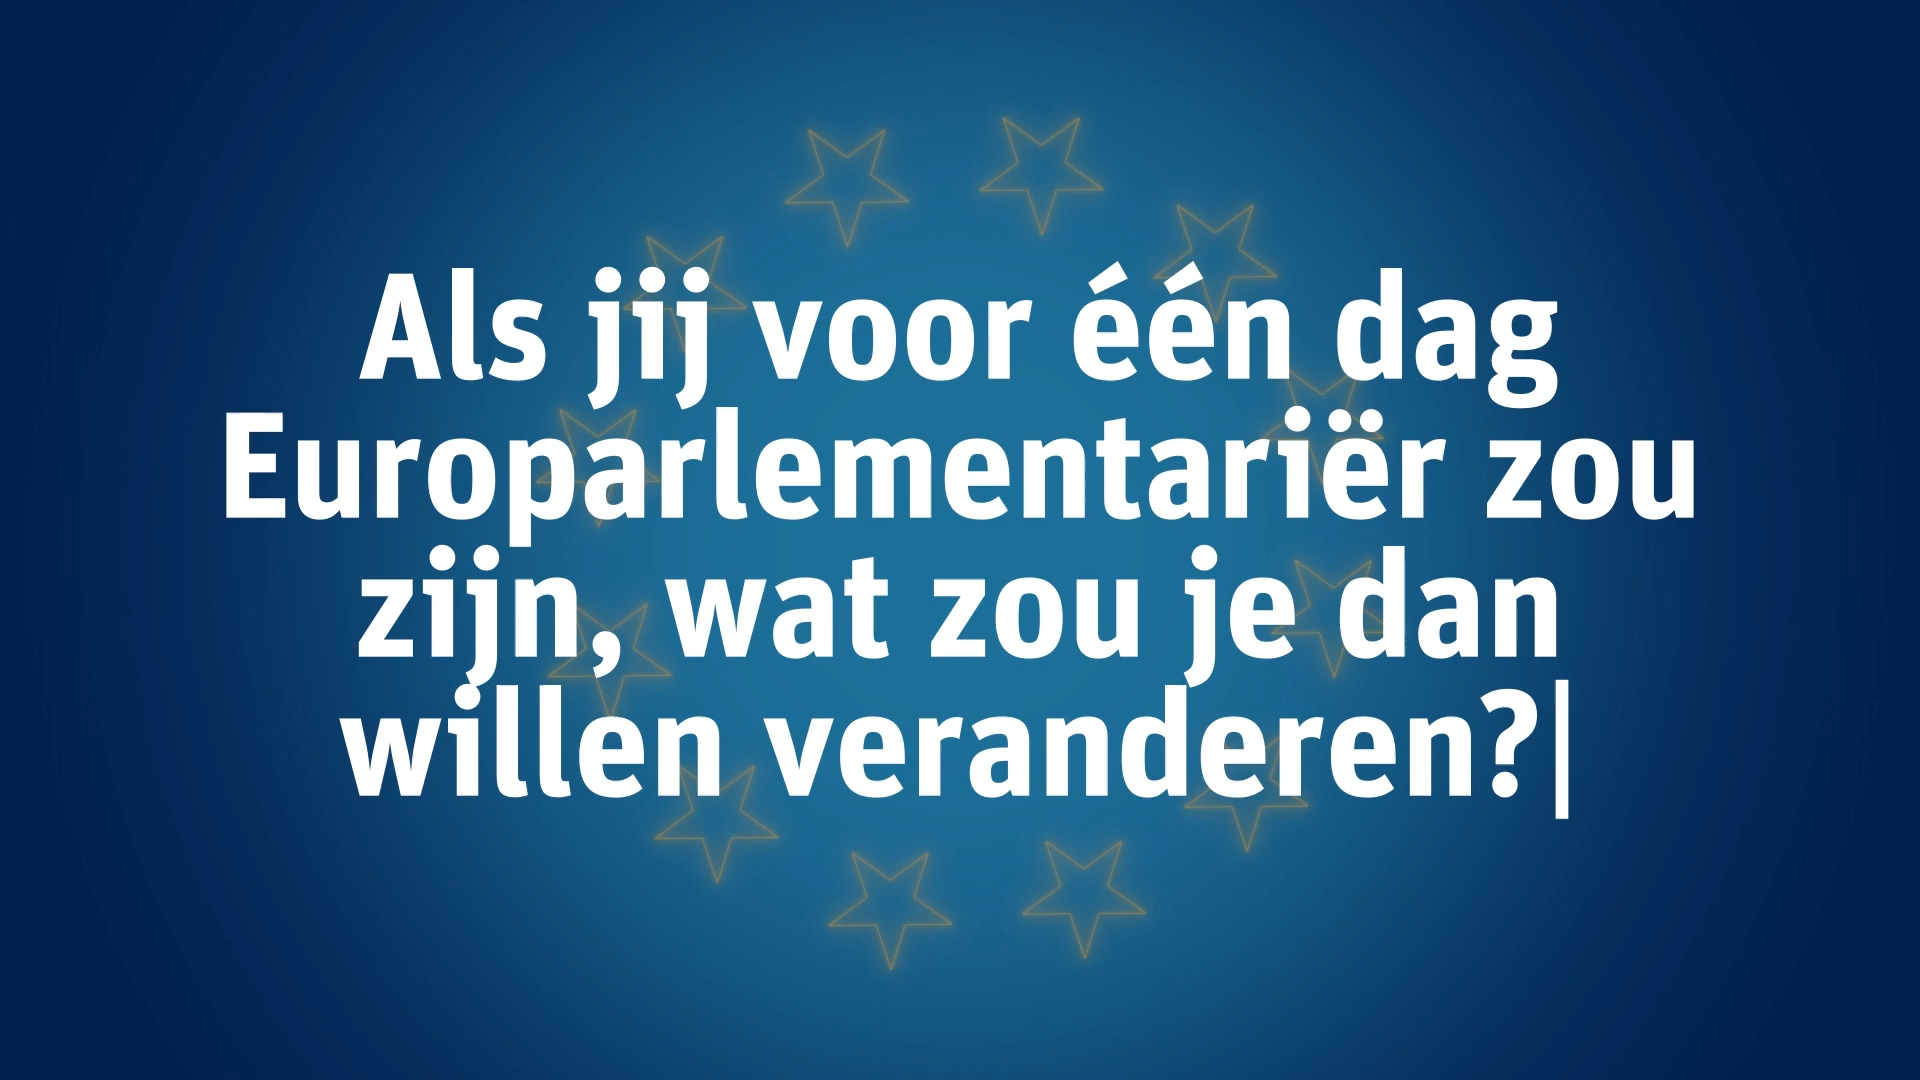 Als jij voor één dag
Europarlementariër zou
zijn, wat zou je dan
willen veranderen?|